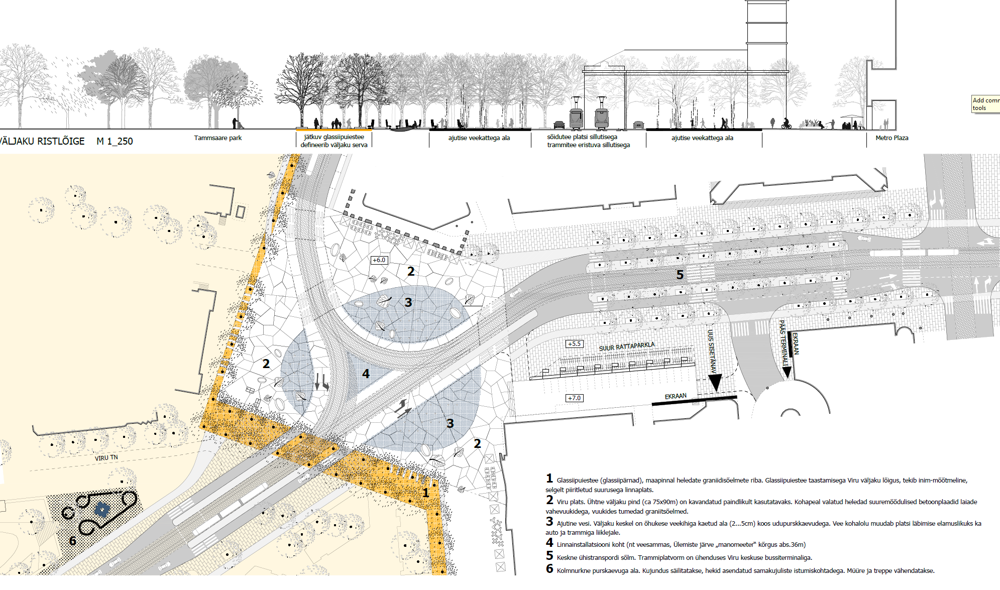 Add comm
tools
VÄLJAKU RISTLÕIGE M 1_250
Tammsaare park
jätkuv glassiipuiestee
defineerib väljaku serva
ajutise veekattega ala
sõidutee platsi sillutisega
trammitee eristuva sillutisega
ajutise veekattega ala
Metro Plaza
+6.0
2
3
5
2
4
+5.5
SUUR RATTAPARKLA
UUS SISETÄNAV
PÄÄS TERMINALI
EKRAAN
+7.0
EKRAAN
3
2
VIRU TN
1
6
1 Glassiipuiestee (glassiipärnad), maapinnal heledate graniidisõelmete riba. Glassiipuiestee taastamisega Viru väljaku lõigus, tekib inim-mõõtmeline,
selgelt piiritletud suurusega linnaplats.
2 Viru plats. Ühtne väljaku pind (ca 75x90m) on kavandatud paindlikult kasutatavaks. Kohapeal valatud heledad suuremõõdulised betoonplaadid laiade
vahevuukidega, vuukides tumedad graniitsõelmed.
3 Ajutine vesi. Väljaku keskel on õhukese veekihiga kaetud ala (2...5cm) koos udupurskkaevudega. Vee kohalolu muudab platsi läbimise elamuslikuks ka
auto ja trammiga liiklejale.
4 Linnainstallatsiooni koht (nt veesammas, Ülemiste järve „manomeeter“ kõrgus abs.36m)
5 Keskne ühistranspordi sõlm. Trammiplatvorm on ühenduses Viru keskuse bussiterminaliga.
6 Kolmnurkne purskaevuga ala. Kujundus säilitatakse, hekid asendatud samakujuliste istumiskohtadega. Müüre ja treppe vähendatakse.